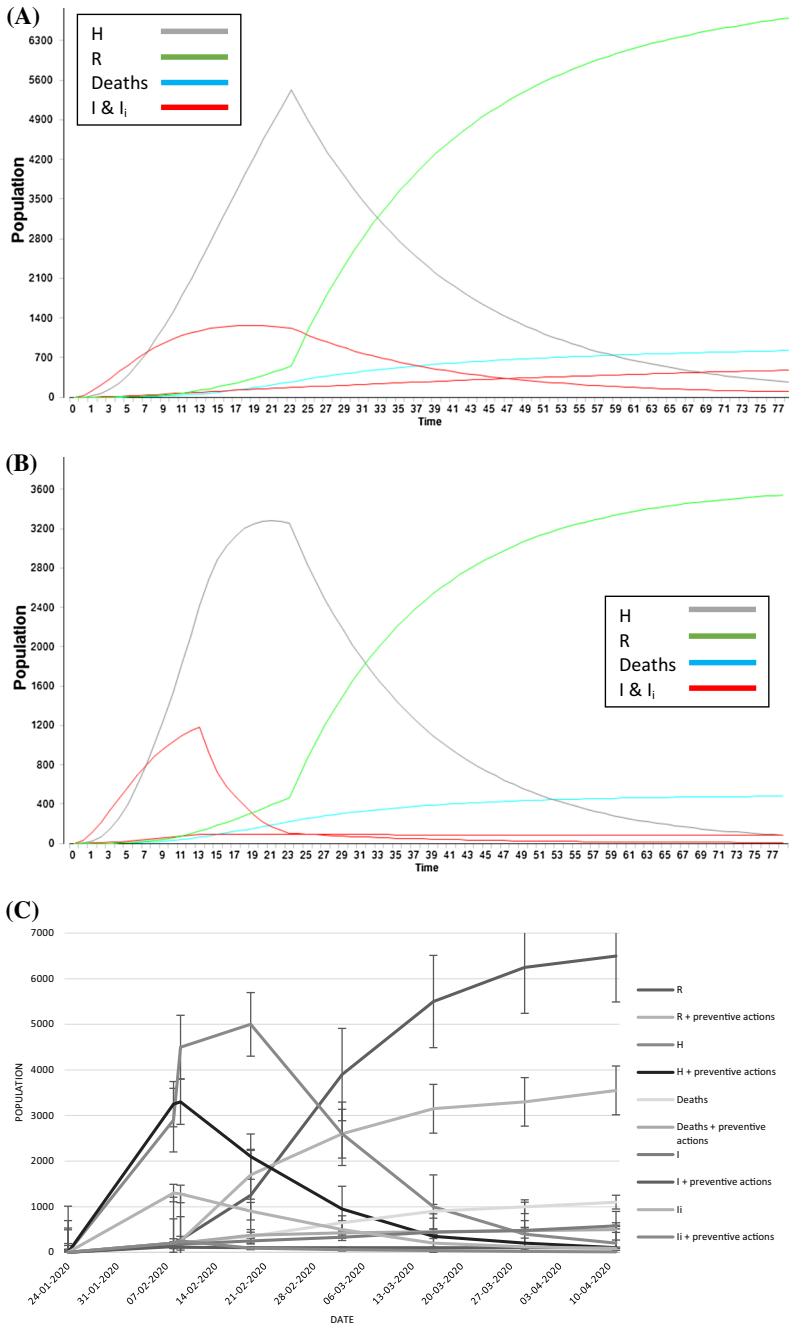 (A)
H
R
Deaths
I & Ii
Population
6300
5600
4900
4200
3500
2800
2100
1400
700
0
0 1 3 5 7 9 11 13 15 17 19 21 23 25 27 29 31 33 35 37 39 41 43 45 47 49 51 53 55 57 59 61 63 65 67 69 71 73 75 77
Time
(B)
H
R
Deaths
I & Ii
Population
3600
3200
2800
2400
2000
1600
1200
800
400
0
0 1 3 5 7 9 11 13 15 17 19 21 23 25 27 29 31 33 35 37 39 41 43 45 47 49 51 53 55 57 59 61 63 65 67 69 71 73 75 77
Time
(C)
POPULATION
7000
6000
5000
4000
3000
2000
1000
0
24-01-2020 31-01-2020 07-02-2020 14-02-2020 21-02-2020 28-02-2020 06-03-2020 13-03-2020 20-03-2020 27-03-2020 03-04-2020 10-04-2020
DATE
R
R + preventive actions
H
H + preventive actions
Deaths
Deaths + preventive
actions
I
I + preventive actions
Ii
Ii + preventive actions